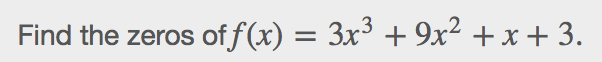 Find the zeros of f(x) = 3x³ + 9x² + x + 3.